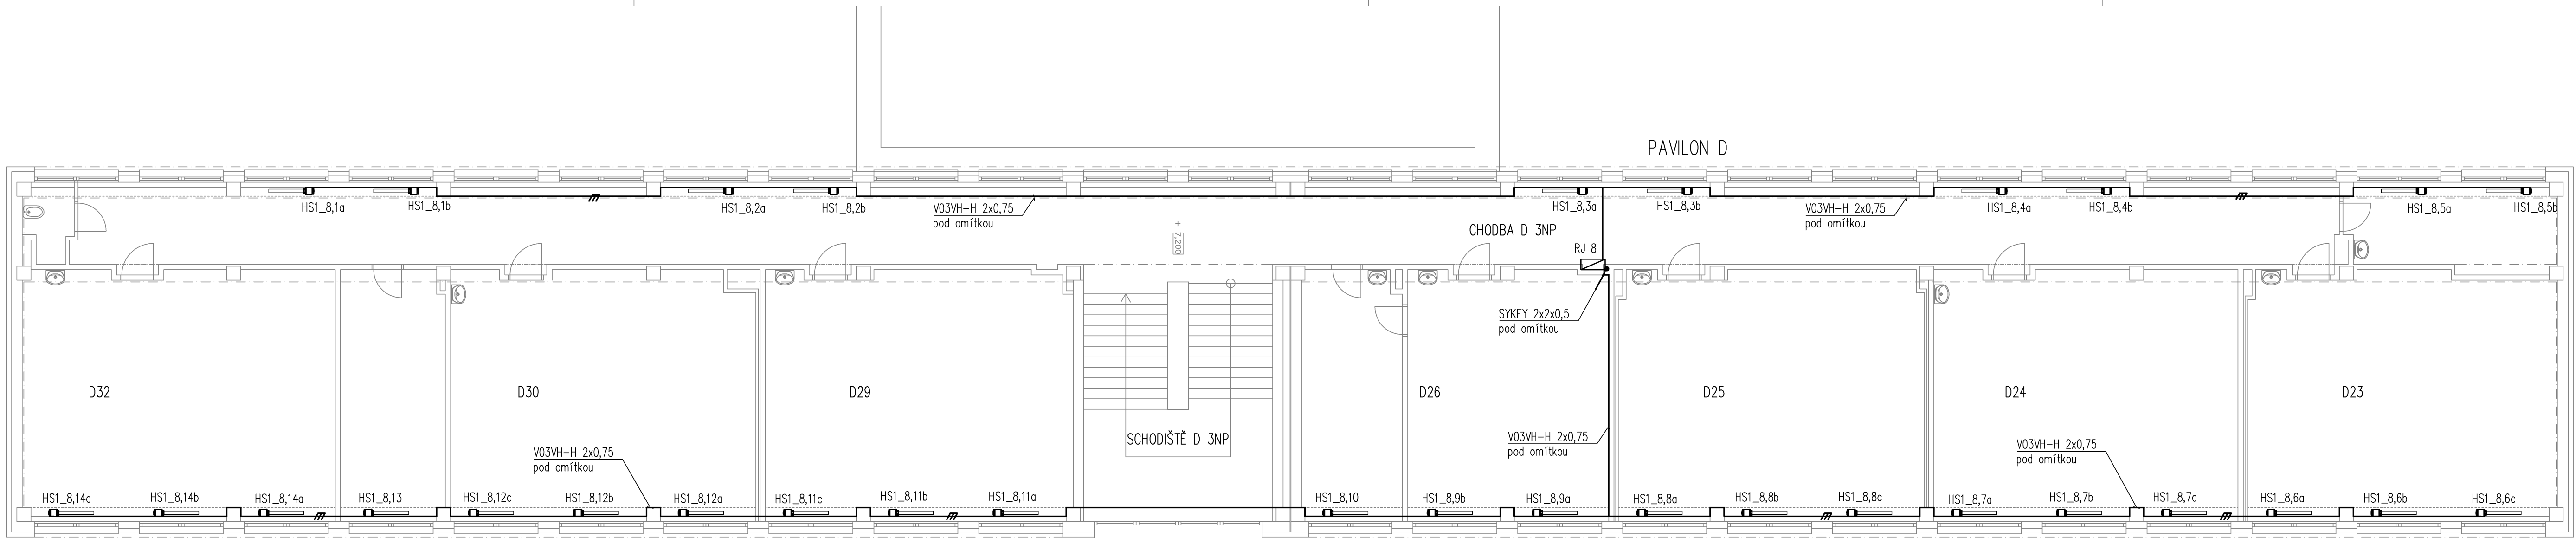 PAVILON D
HS1_8,1a
HS1_8,1b
HS1_8,2a
HS1_8,2b
V03VH-H 2x0,75
pod omítkou
HS1_8,3a
HS1_8,3b
V03VH-H 2x0,75
pod omítkou
HS1_8,4a
HS1_8,4b
HS1_8,5a
HS1_8,5b
7.200
CHODBA D 3NP
RJ 8
SYKFY 2x2x0,5
pod omítkou
D32
D30
D29
D26
D25
D24
D23
SCHODIŠTĚ D 3NP
V03VH-H 2x0,75
pod omítkou
V03VH-H 2x0,75
pod omítkou
V03VH-H 2x0,75
pod omítkou
HS1_8,14c
HS1_8,14b
HS1_8,14a
HS1_8,13
HS1_8,12c
HS1_8,12b
HS1_8,12a
HS1_8,11c
HS1_8,11b
HS1_8,11a
HS1_8,10
HS1_8,9b
HS1_8,9a
HS1_8,8a
HS1_8,8b
HS1_8,8c
HS1_8,7a
HS1_8,7b
HS1_8,7c
HS1_8,6a
HS1_8,6b
HS1_8,6c